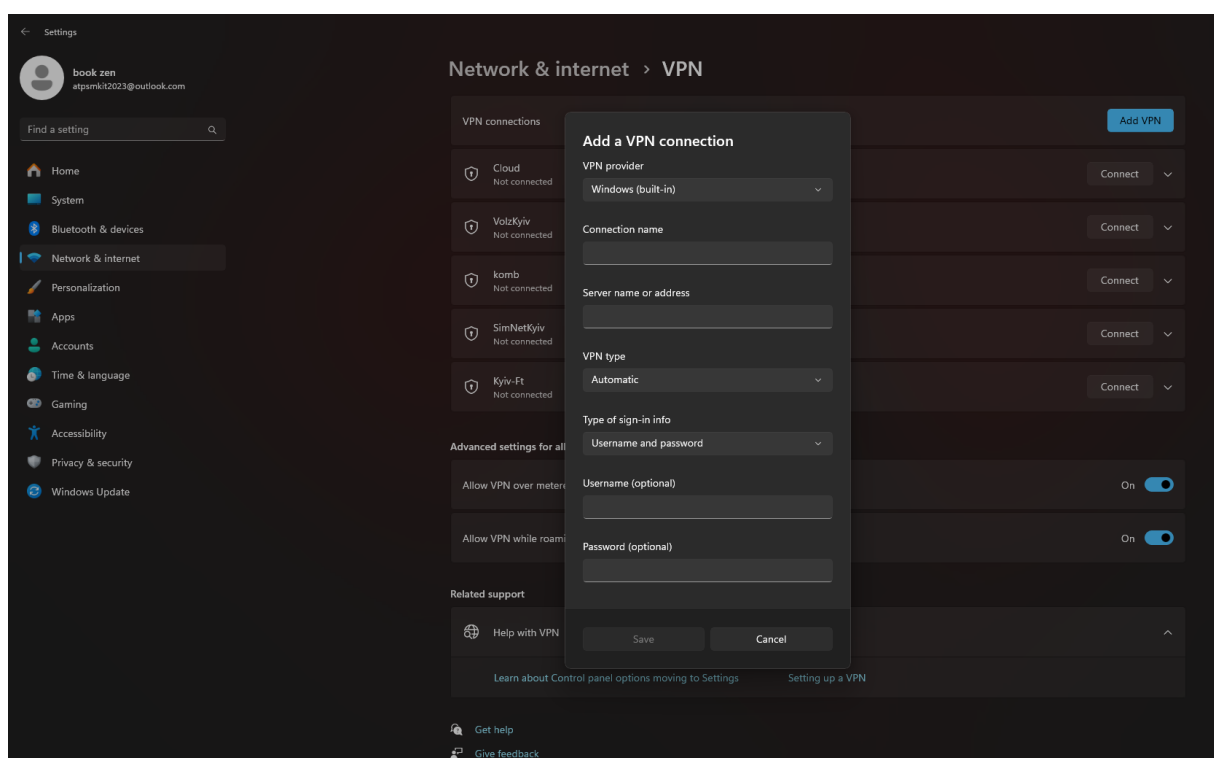 Settings
book zen
atpsmkit2023@outlook.com
Find a setting
Home
System
Bluetooth & devices
Network & internet
Personalization
Apps
Accounts
Time & language
Gaming
Accessibility
Privacy & security
Windows Update
Network & internet > VPN
VPN connections
Add VPN
Cloud
Not connected
Connect
VolzKyiv
Not connected
Connect
komb
Not connected
Connect
SimNetKyiv
Not connected
Connect
Kyiv-Ft
Not connected
Connect
Advanced settings for all
Allow VPN over metere
On
Allow VPN while roami
On
Related support
Help with VPN
Learn about Control panel options moving to Settings
Setting up a VPN
Get help
Give feedback
Add a VPN connection
VPN provider
Windows (built-in)
Connection name
Server name or address
VPN type
Automatic
Type of sign-in info
Username and password
Username (optional)
Password (optional)
Save
Cancel